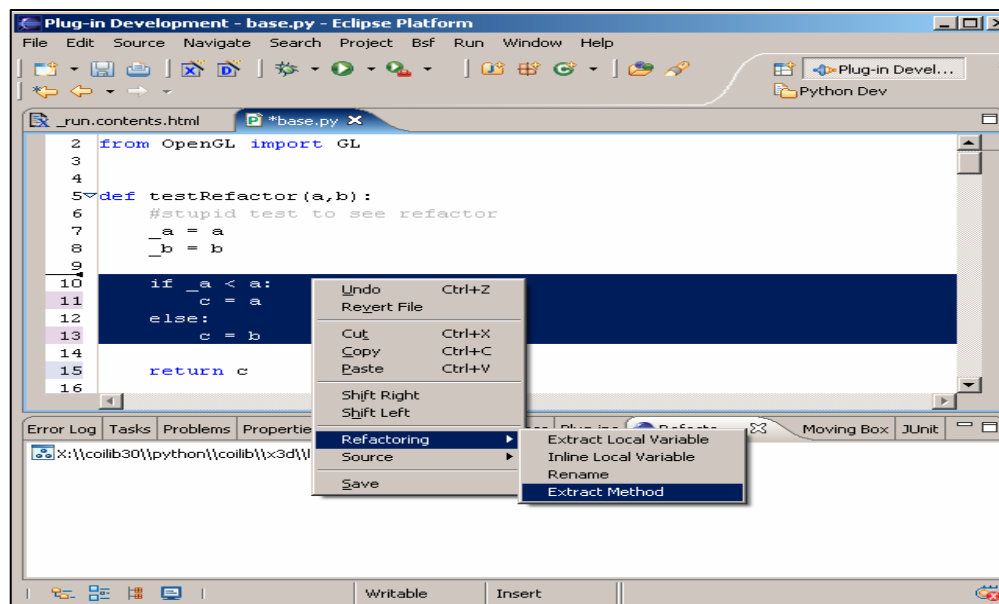 Plug-in Development - base.py - Eclipse Platform
File Edit Source Navigate Search Project Bsf Run Window Help
Plug-in Devel...
Python Dev
_run.contents.html
*base.py
2 from OpenGL import GL
3
4
5 def testRefactor(a,b):
6 #stupid test to see refactor
7 _a = a
8 _b = b
9
10 if _a < a:
11 c = a
12 else:
13 c = b
14
15 return c
16
Undo Ctrl+Z
Revert File
Cut Ctrl+X
Copy Ctrl+C
Paste Ctrl+V
Shift Right
Shift Left
Refactoring
Source
Save
Extract Local Variable
Inline Local Variable
Rename
Extract Method
Error Log Tasks Problems Propertie
Moving Box JUnit
X:\\coilib30\\python\\coilib\\x3d\\
Writable Insert